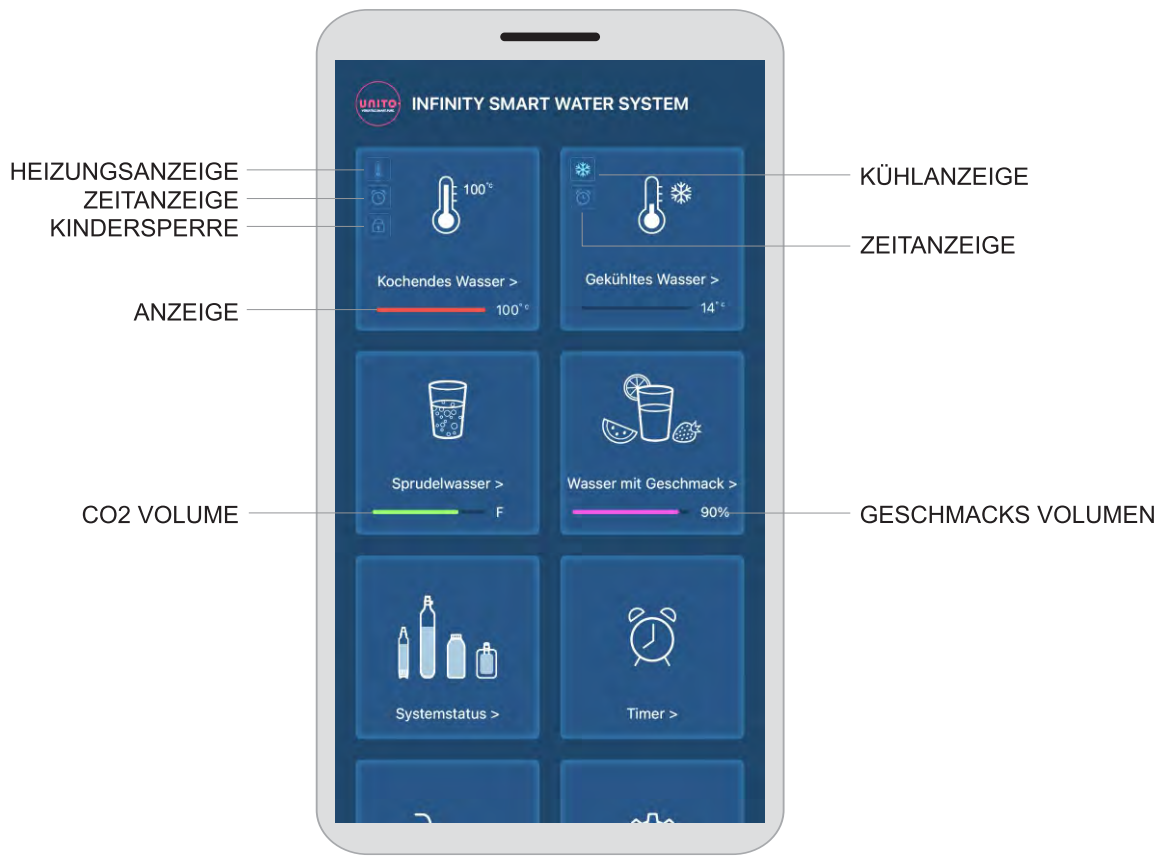 UNITO
INFINITY SMART WATER SYSTEM
HEIZUNGSANZEIGE
ZEITANZEIGE
KINDERSPERRE
ANZEIGE
100°c
Kochendes Wasser >
100°c
KÜHLANZEIGE
ZEITANZEIGE
Gekühltes Wasser >
14°c
CO2 VOLUME
Sprudelwasser >
F
Wasser mit Geschmack >
90%
GESCHMACKS VOLUMEN
Systemstatus >
Timer >